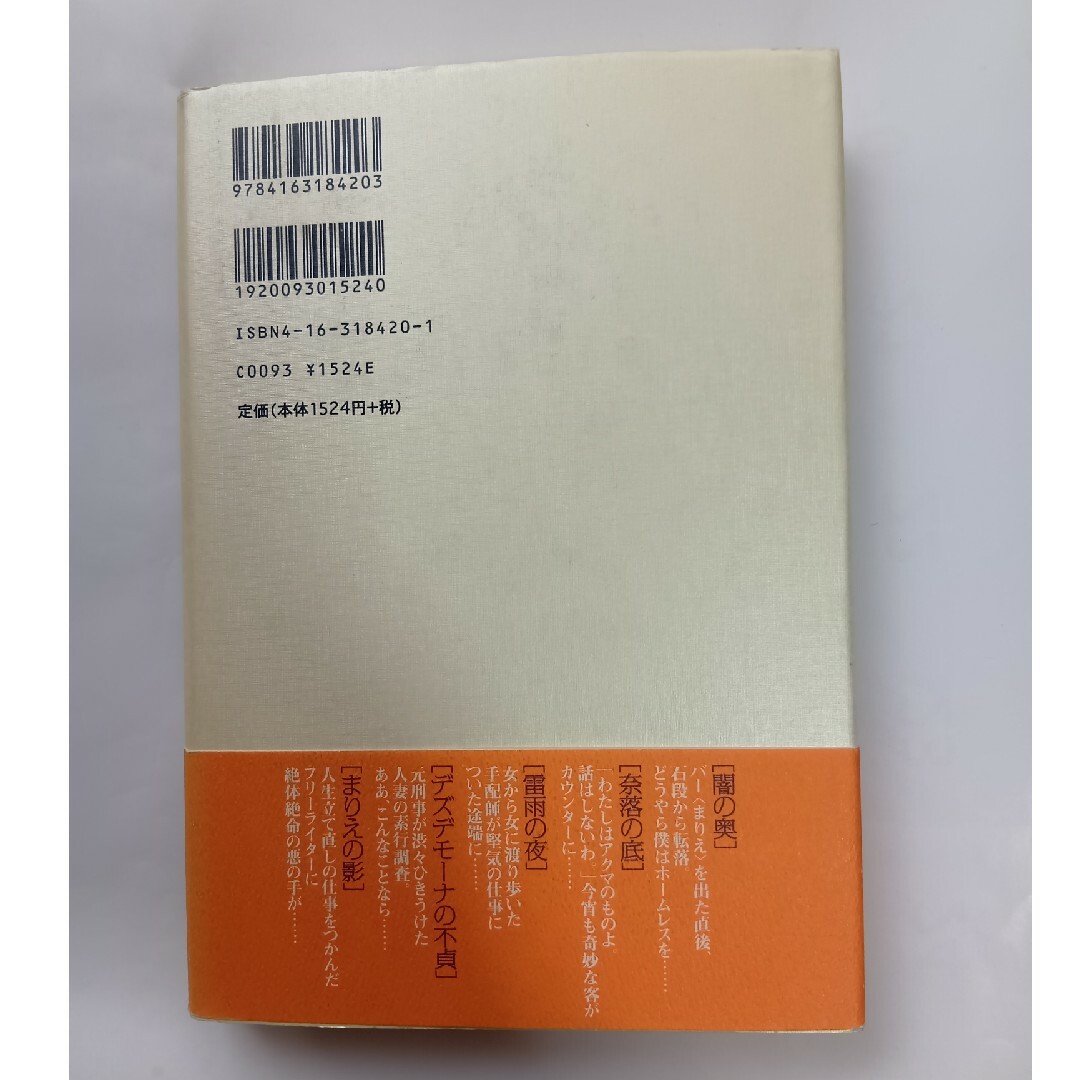 9784163184203
1920093015240
ISBN4-16-318420-1
C0093 ¥1524E
定価(本体1524円+税)
[闇の奥]
バー〈まりえ〉を出た直後、
石段から転落。
どうやら僕はホームレスを……
[奈落の底]
「わたしはアクマのものよ。
話はしないわ」今宵も奇妙な客が
カウンターに……
[雷雨の夜]
女から女に渡り歩いた
手配師が堅気の仕事に
ついた途端に……
[デズデモーナの不貞]
元刑事が渋々ひきうけた
人妻の素行調査。
ああ、こんなことなら……
[まりえの影]
人生立て直しの仕事をつかんだ
フリーライターに
絶体絶命の悪の手が……